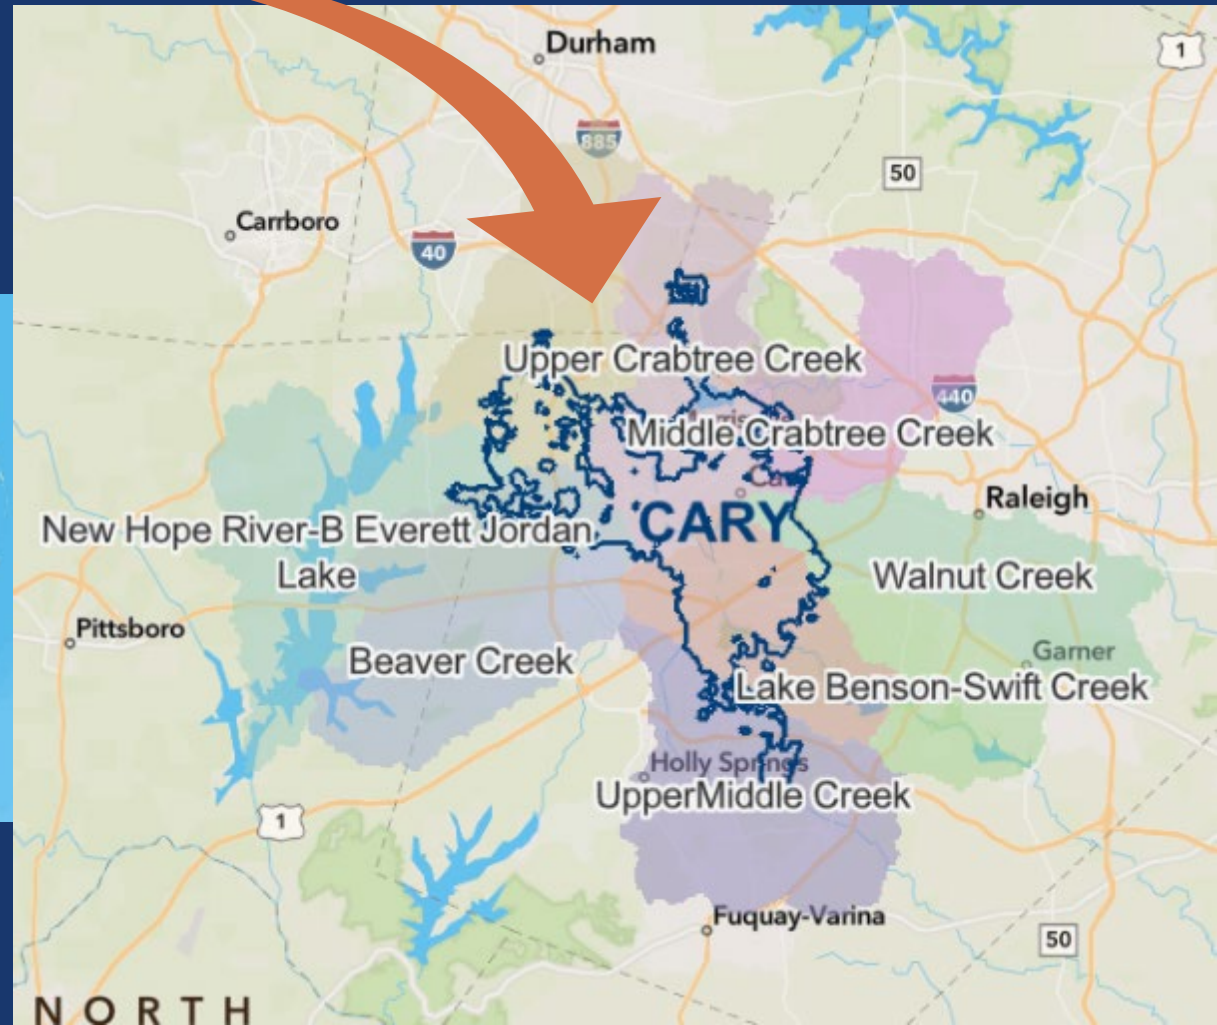 Durham
1
885
50
Carrboro
40
Upper Crabtree Creek
440
Middle Crabtree Creek
Raleigh
CARY
New Hope River-B Everett Jordan
Lake
Walnut Creek
Pittsboro
Garner
Beaver Creek
Lake Benson-Swift Creek
Holly Springs
UpperMiddle Creek
1
Fuquay-Varina
50
NORTH